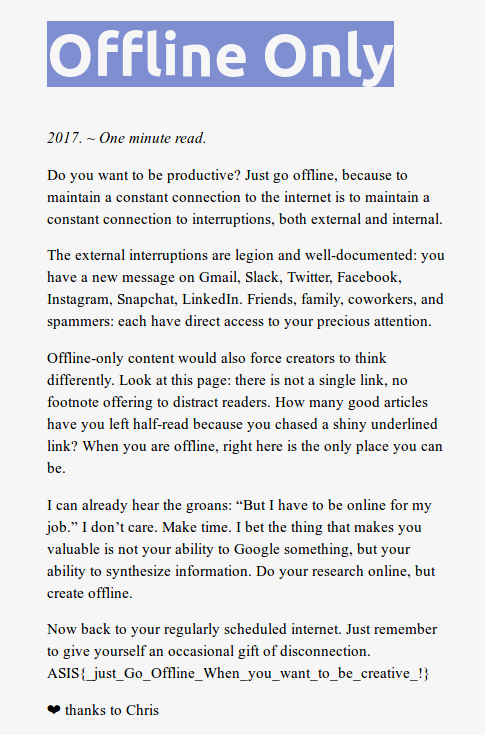 Offline Only
2017. ~ One minute read.
Do you want to be productive? Just go offline, because to
maintain a constant connection to the internet is to maintain a
constant connection to interruptions, both external and internal.
The external interruptions are legion and well-documented: you
have a new message on Gmail, Slack, Twitter, Facebook,
Instagram, Snapchat, LinkedIn. Friends, family, coworkers, and
spammers: each have direct access to your precious attention.
Offline-only content would also force creators to think
differently. Look at this page: there is not a single link, no
footnote offering to distract readers. How many good articles
have you left half-read because you chased a shiny underlined
link? When you are offline, right here is the only place you can
be.
I can already hear the groans: “But I have to be online for my
job.” I don’t care. Make time. I bet the thing that makes you
valuable is not your ability to Google something, but your
ability to synthesize information. Do your research online, but
create offline.
Now back to your regularly scheduled internet. Just remember
to give yourself an occasional gift of disconnection.
ASIS{_just_Go_Offline_When_you_want_to_be_creative_!}
❤ thanks to Chris